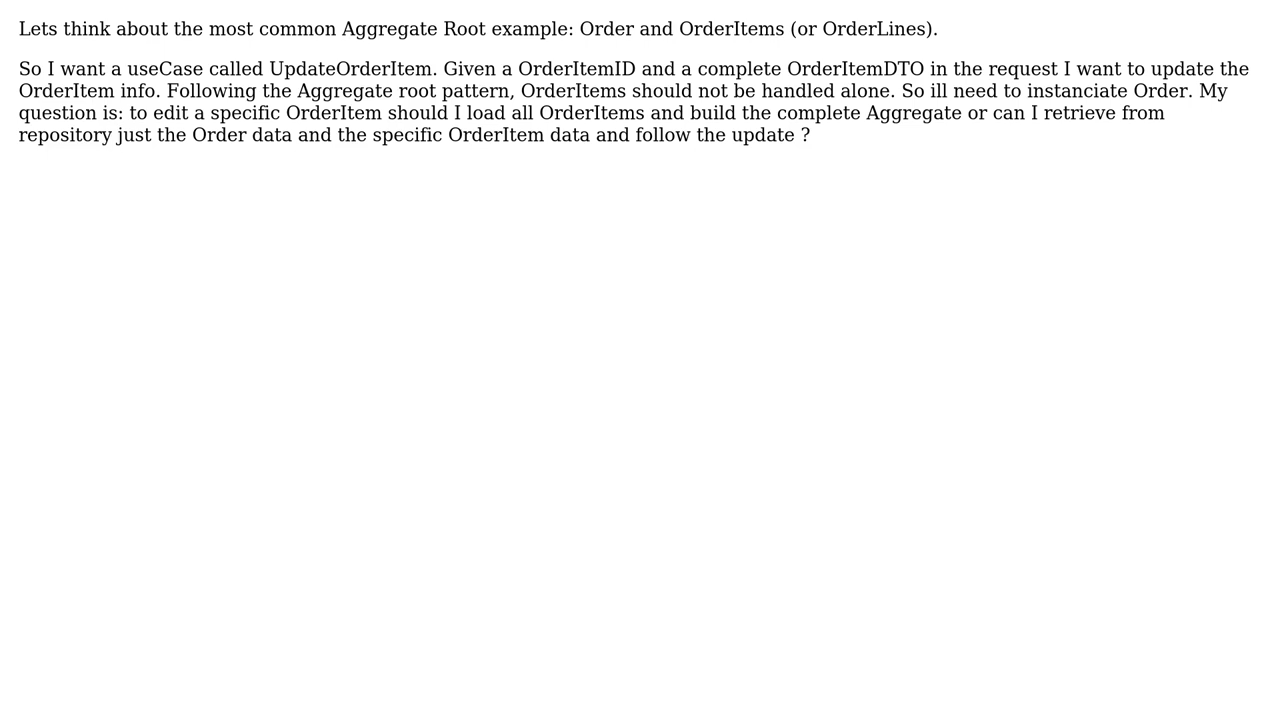 Lets think about the most common Aggregate Root example: Order and OrderItems (or OrderLines).
So I want a useCase called UpdateOrderItem. Given a OrderItemID and a complete OrderItemDTO in the request I want to update the
OrderItem info. Following the Aggregate root pattern, OrderItems should not be handled alone. So ill need to instanciate Order. My
question is: to edit a specific OrderItem should I load all OrderItems and build the complete Aggregate or can I retrieve from
repository just the Order data and the specific OrderItem data and follow the update ?